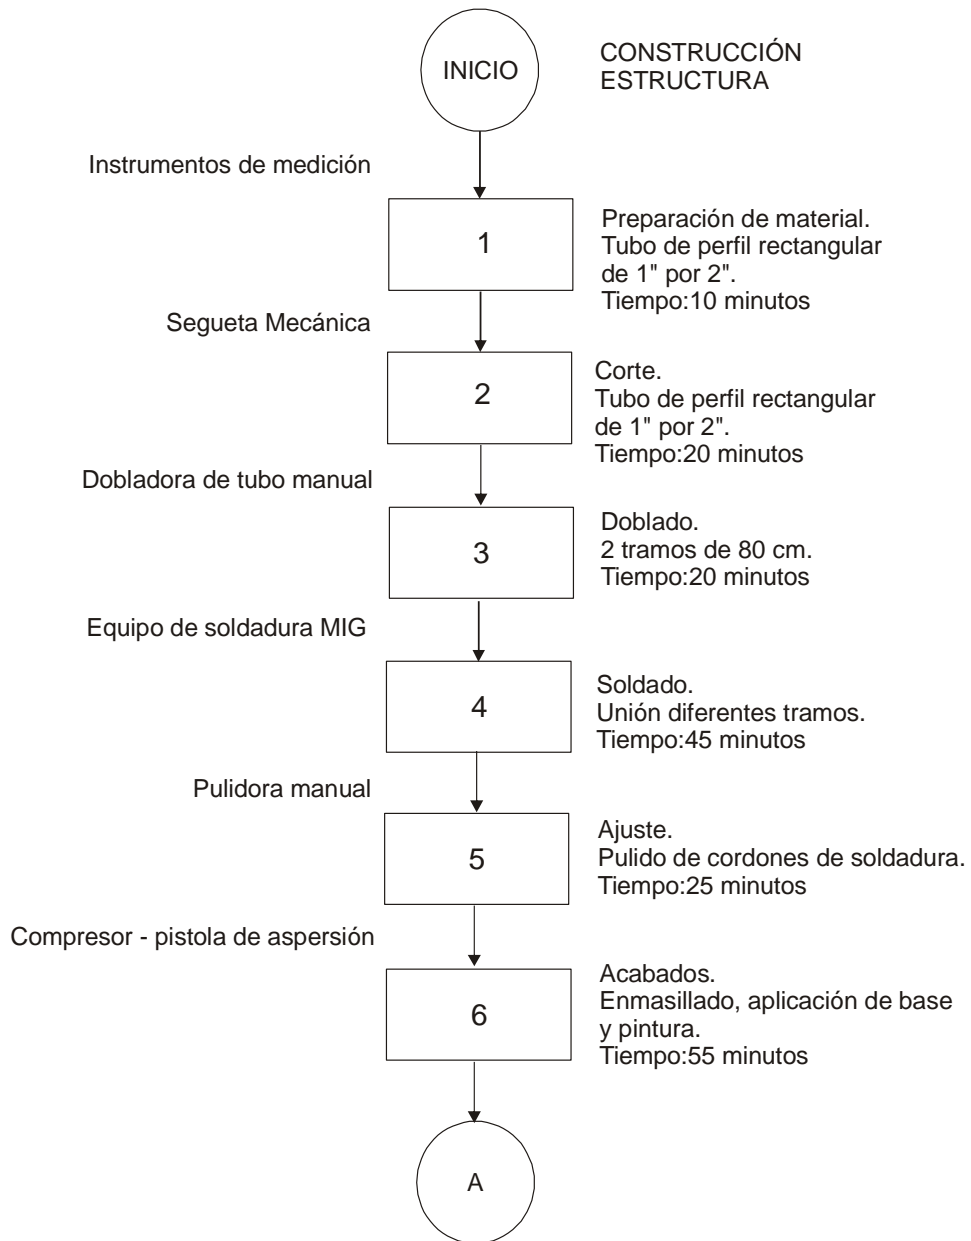 INICIO
CONSTRUCCIÓN
ESTRUCTURA
Instrumentos de medición
1
Preparación de material.
Tubo de perfil rectangular
de 1" por 2".
Tiempo:10 minutos
Segueta Mecánica
2
Corte.
Tubo de perfil rectangular
de 1" por 2".
Tiempo:20 minutos
Dobladora de tubo manual
3
Doblado.
2 tramos de 80 cm.
Tiempo:20 minutos
Equipo de soldadura MIG
4
Soldado.
Unión diferentes tramos.
Tiempo:45 minutos
Pulidora manual
5
Ajuste.
Pulido de cordones de soldadura.
Tiempo:25 minutos
Compresor - pistola de aspersión
6
Acabados.
Enmasillado, aplicación de base
y pintura.
Tiempo:55 minutos
A